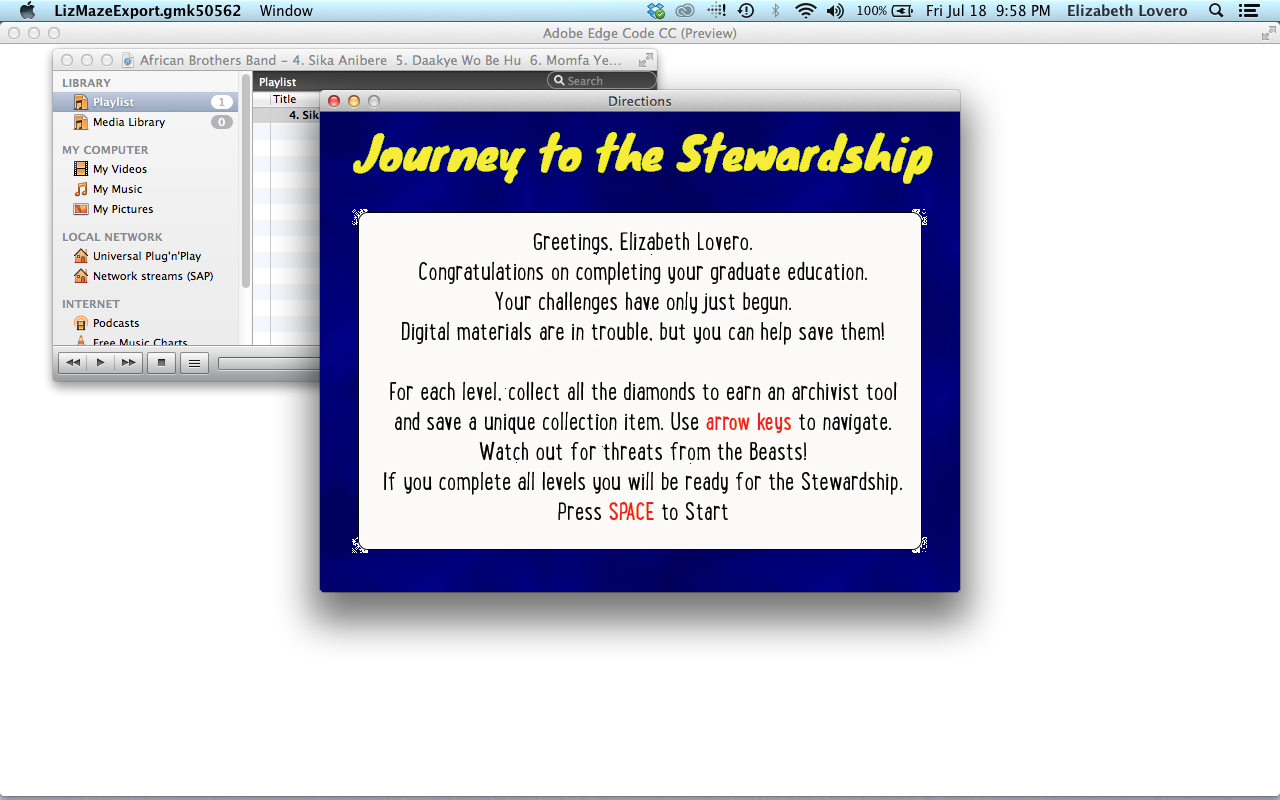 LizMazeExport.gmk50562 Window 100% Fri Jul 18 9:58 PM Elizabeth Lovero
Adobe Edge Code CC (Preview)
African Brothers Band – 4. Sika Anibere 5. Daakye Wo Be Hu 6. Momfa Ye...
LIBRARY
Playlist 1
Media Library 0
MY COMPUTER
My Videos
My Music
My Pictures
LOCAL NETWORK
Universal Plug'n'Play
Network streams (SAP)
INTERNET
Podcasts
Free Music Charts
Playlist
Search
Title
4. Sik
Directions
Journey to the Stewardship
Greetings, Elizabeth Lovero.
Congratulations on completing your graduate education.
Your challenges have only just begun.
Digital materials are in trouble, but you can help save them!
For each level, collect all the diamonds to earn an archivist tool
and save a unique collection item. Use arrow keys to navigate.
Watch out for threats from the Beasts!
If you complete all levels you will be ready for the Stewardship.
Press SPACE to Start